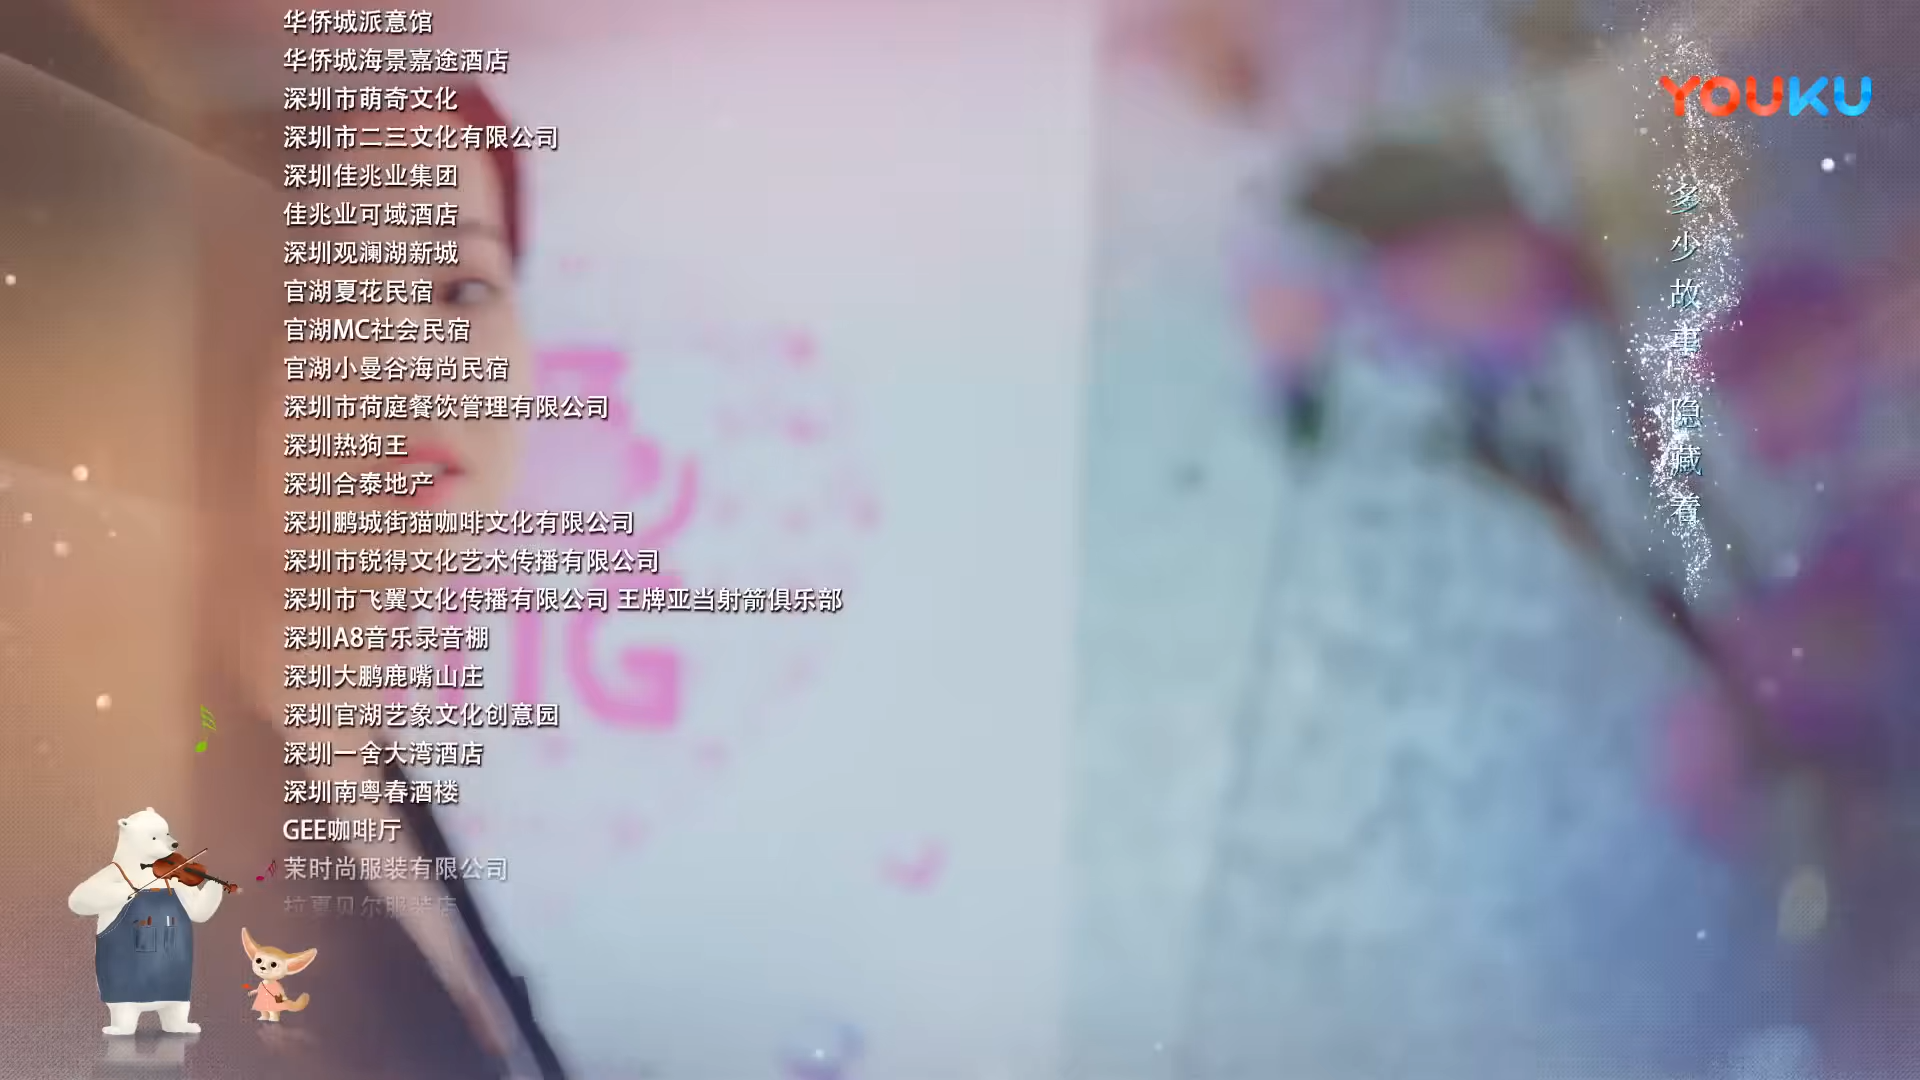 华侨城派意馆
华侨城海景嘉途酒店
深圳市萌奇文化
深圳市二三文化有限公司
深圳佳兆业集团
佳兆业可域酒店
深圳观澜湖新城
官湖夏花民宿
官湖MC社会民宿
官湖小曼谷海尚民宿
深圳市荷庭餐饮管理有限公司
深圳热狗王
深圳合泰地产
深圳鹏城街猫咖啡文化有限公司
深圳市锐得文化艺术传播有限公司
深圳市飞翼文化传播有限公司 王牌亚当射箭俱乐部
深圳A8音乐录音棚
深圳大鹏鹿嘴山庄
深圳官湖艺象文化创意园
深圳一舍大湾酒店
深圳南粤春酒楼
GEE咖啡厅
茉时尚服装有限公司
拉夏贝尔服装店
YOUKU
多少故事 隐藏着